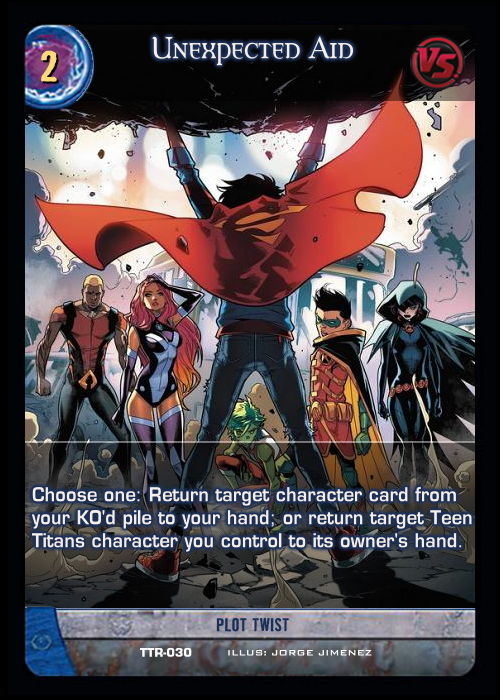 2
Unexpected Aid
VS.
Choose one: Return target character card from
your KO'd pile to your hand; or return target Teen
Titans character you control to its owner's hand.
PLOT TWIST
TTR-030 ILLUS: JORGE JIMENEZ